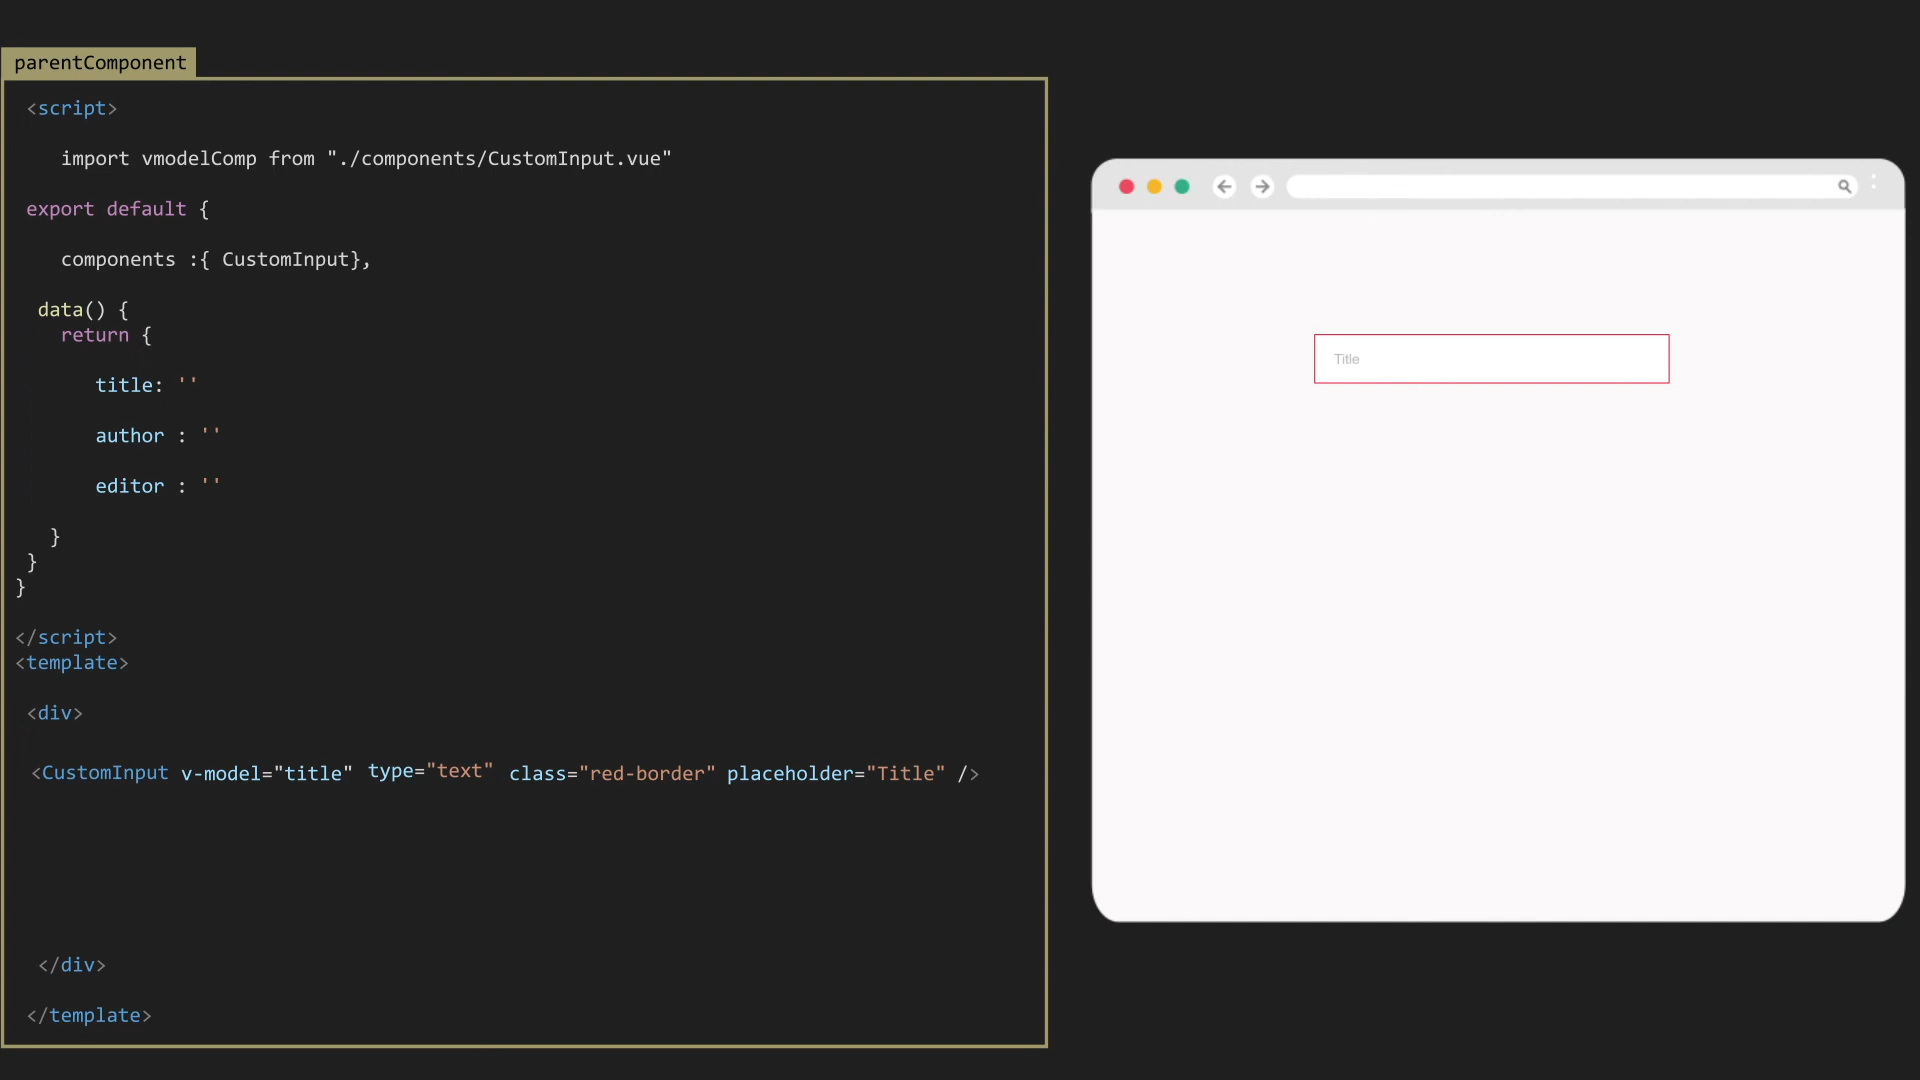 parentComponent
<script>
import vmodelComp from "./components/CustomInput.vue"
export default {
components :{ CustomInput},
data() {
return {
title: ''
author : ''
editor : ''
}
}
}
</script>
<template>
<div>
<CustomInput v-model="title" type="text" class="red-border" placeholder="Title" />
</div>
</template>
Title